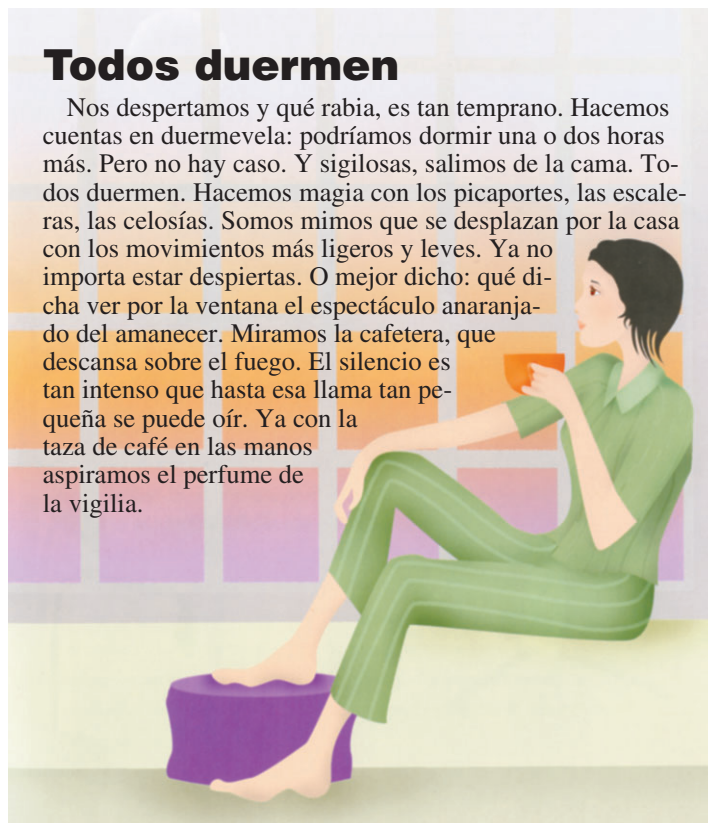 Todos duermen
Nos despertamos y qué rabia, es tan temprano. Hacemos
cuentas en duermevela: podríamos dormir una o dos horas
más. Pero no hay caso. Y sigilosas, salimos de la cama. To-
dos duermen. Hacemos magia con los picaportes, las escale-
ras, las celosías. Somos mimos que se desplazan por la casa
con los movimientos más ligeros y leves. Ya no
importa estar despiertas. O mejor dicho: qué di-
cha ver por la ventana el espectáculo anaranja-
do del amanecer. Miramos la cafetera, que
descansa sobre el fuego. El silencio es
tan intenso que hasta esa llama tan pe-
queña se puede oír. Ya con la
taza de café en las manos
aspiramos el perfume de
la vigilia.